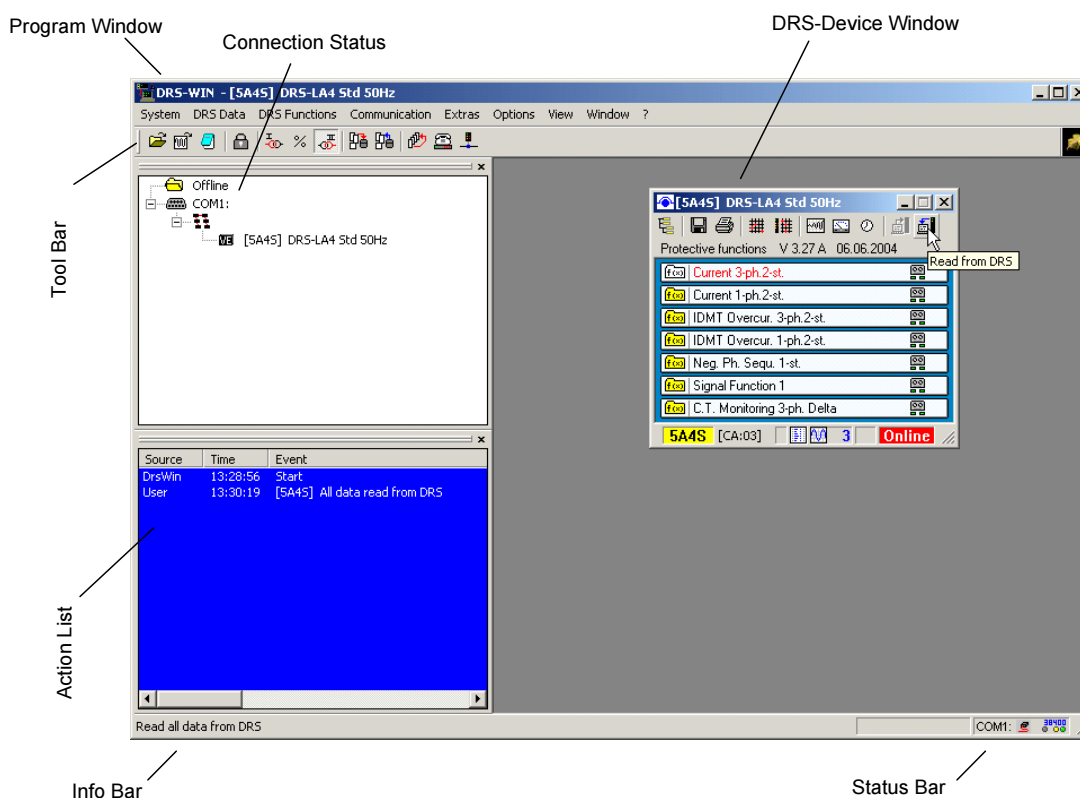 Program Window
Connection Status
DRS-Device Window
DRS-WIN - [5A4S] DRS-LA4 Std 50Hz
System DRS Data DRS Functions Communication Extras Options View Window ?
Tool Bar
Offline
COM1:
[5A4S] DRS-LA4 Std 50Hz
[5A4S] DRS-LA4 Std 50Hz
Protective functions V 3.27 A 06.06.2004
Read from DRS
f(x) Current 3-ph.2-st.
f(x) Current 1-ph.2-st.
f(x) IDMT Overcur. 3-ph.2-st.
f(x) IDMT Overcur. 1-ph.2-st.
f(x) Neg. Ph. Sequ. 1-st.
f(x) Signal Function 1
f(x) C.T. Monitoring 3-ph. Delta
5A4S [CA:03] 3 Online
Source Time Event
DrsWin 13:28:56 Start
User 13:30:19 [5A4S] All data read from DRS
Action List
Read all data from DRS
COM1: 38400
Info Bar
Status Bar